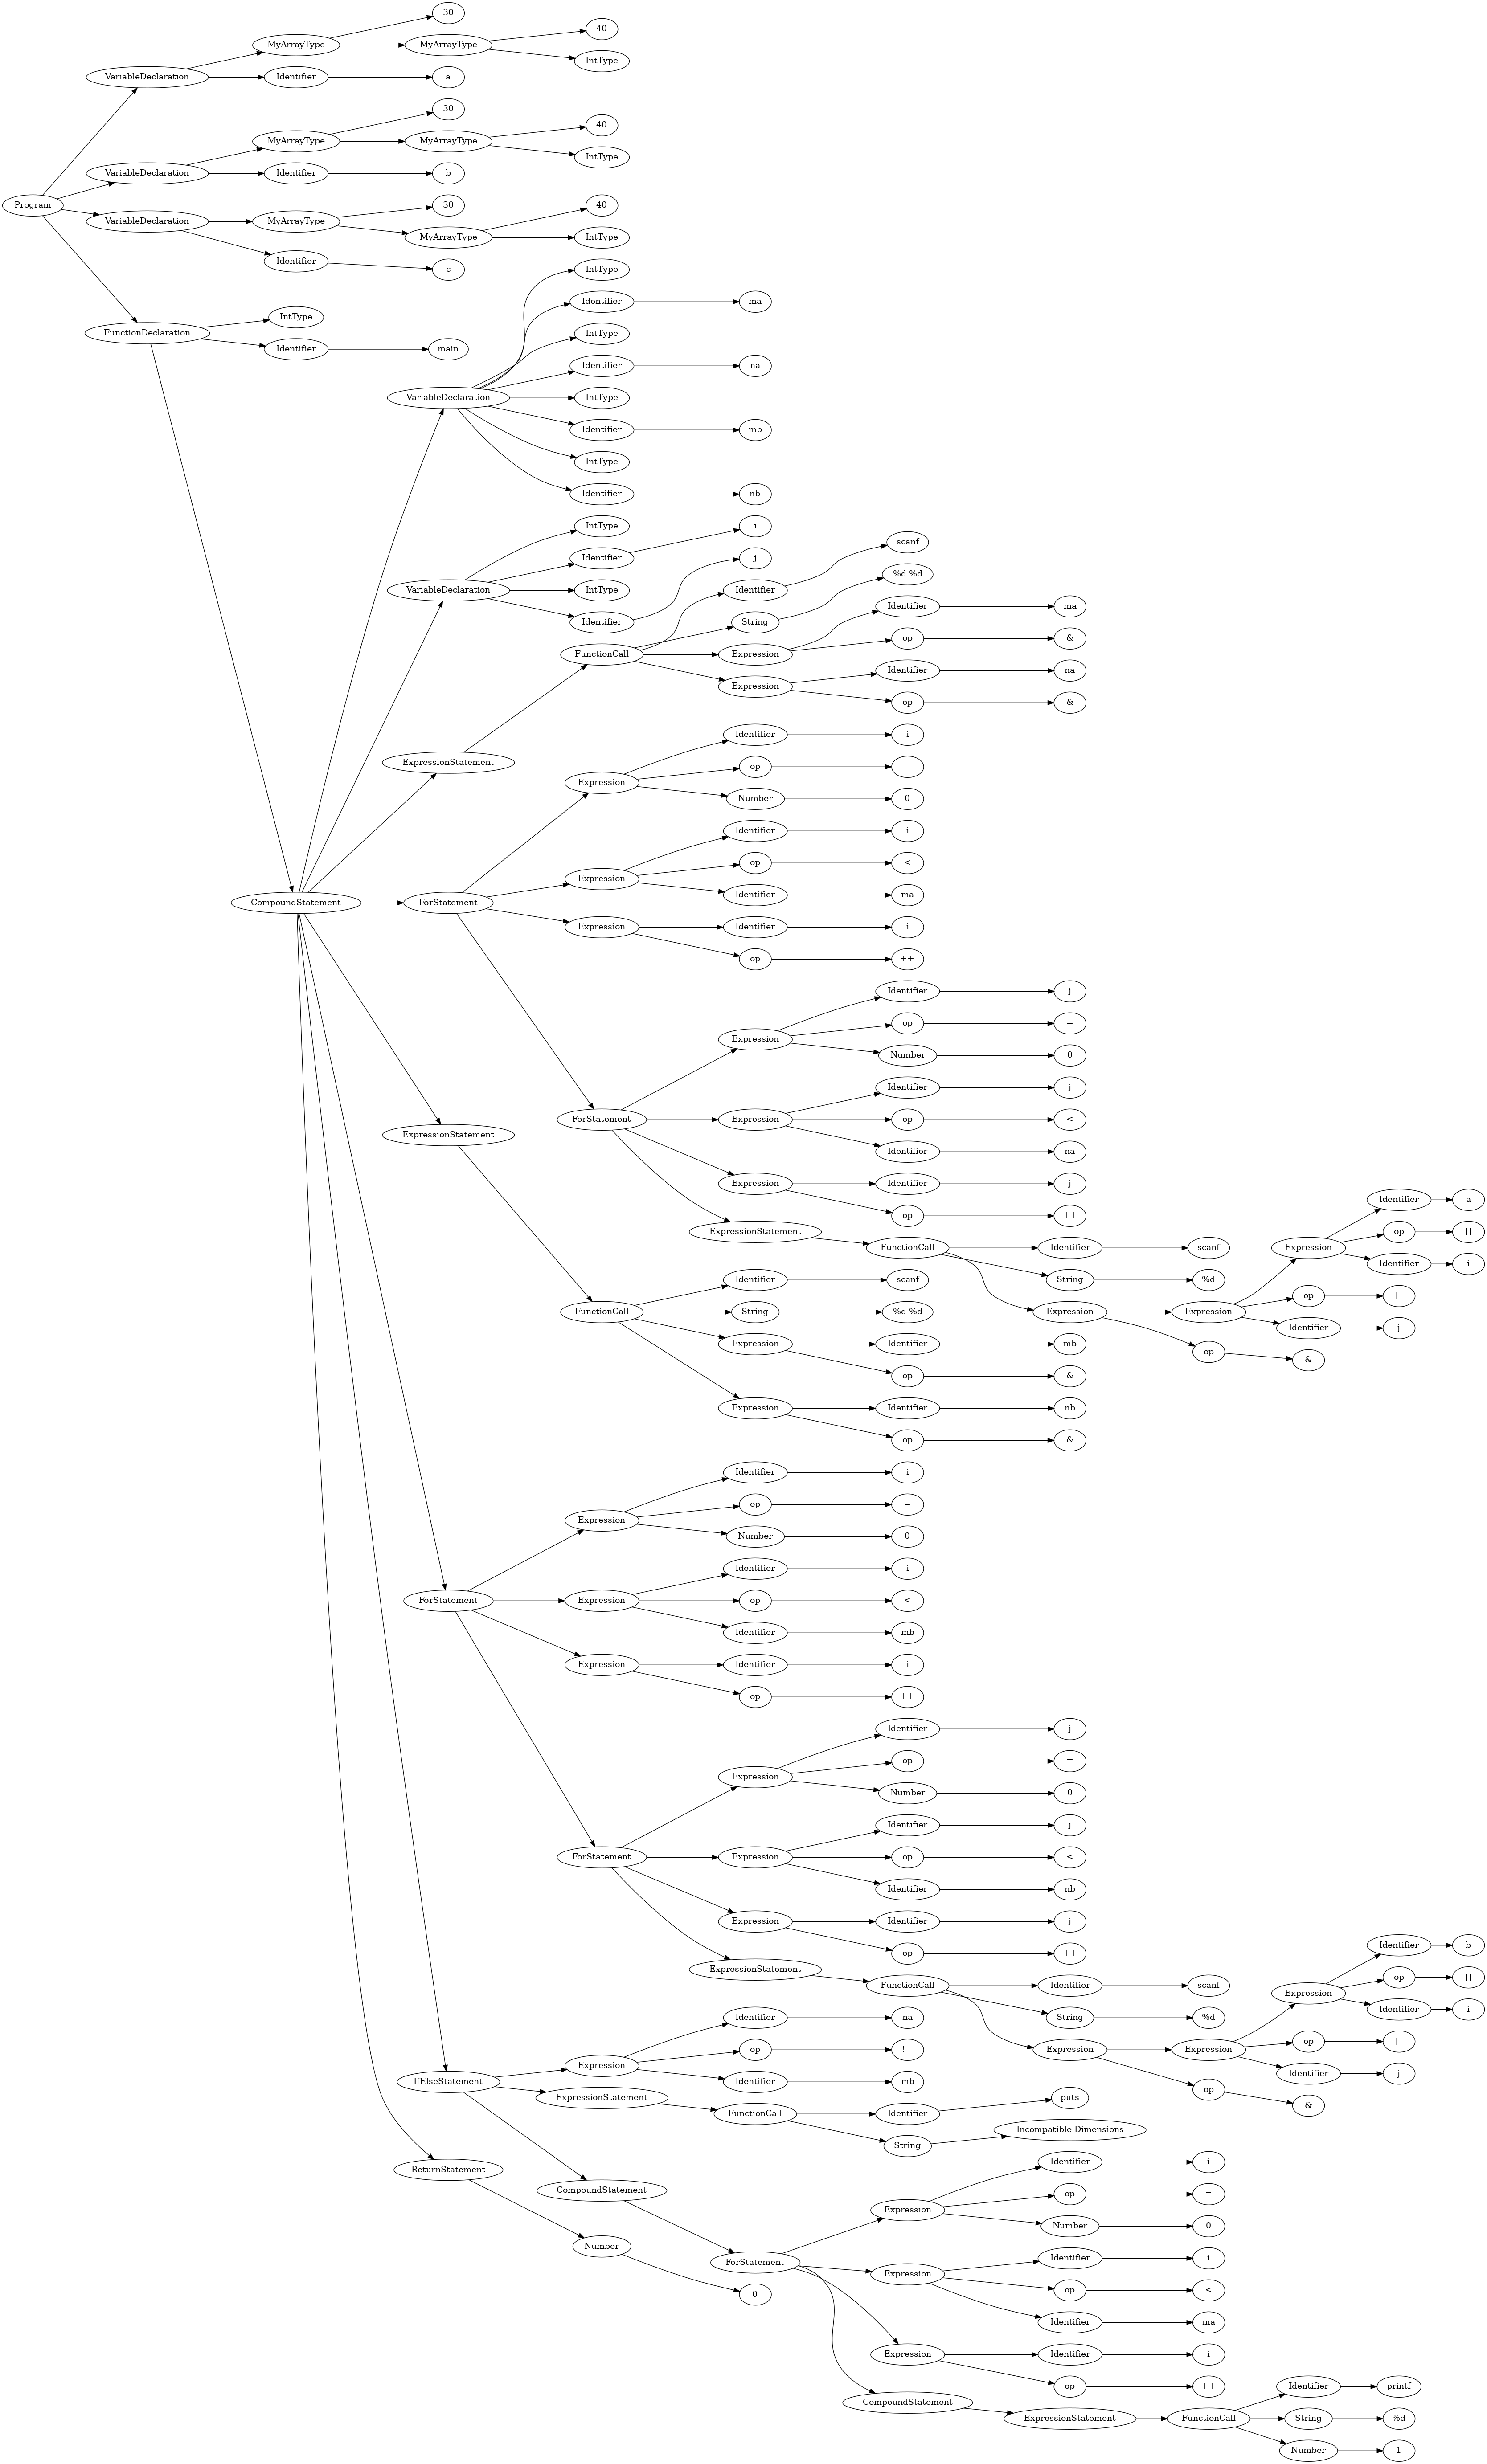 30
MyArrayType
40
MyArrayType
IntType
VariableDeclaration
Identifier
a
30
MyArrayType
40
MyArrayType
IntType
VariableDeclaration
Identifier
b
Program
30
MyArrayType
40
VariableDeclaration
MyArrayType
IntType
Identifier
c
IntType
FunctionDeclaration
Identifier
main
IntType
Identifier
ma
IntType
Identifier
na
VariableDeclaration
IntType
Identifier
mb
IntType
Identifier
nb
IntType
Identifier
i
VariableDeclaration
IntType
Identifier
j
Identifier
scanf
String
%d %d
FunctionCall
Expression
Identifier
ma
op
&
Expression
Identifier
na
op
&
ExpressionStatement
Expression
Identifier
i
op
=
Number
0
Expression
Identifier
i
op
<
Identifier
ma
CompoundStatement
ForStatement
Expression
Identifier
i
op
++
Expression
Identifier
j
op
=
Number
0
ForStatement
Expression
Identifier
j
op
<
Identifier
na
Expression
Identifier
j
op
++
ExpressionStatement
FunctionCall
Identifier
scanf
String
%d
Expression
Expression
Expression
Identifier
a
op
[]
Identifier
i
op
[]
Identifier
j
op
&
ExpressionStatement
FunctionCall
Identifier
scanf
String
%d %d
Expression
Identifier
mb
op
&
Expression
Identifier
nb
op
&
ForStatement
Expression
Identifier
i
op
=
Number
0
Expression
Identifier
i
op
<
Identifier
mb
Expression
Identifier
i
op
++
ForStatement
Expression
Identifier
j
op
=
Number
0
Expression
Identifier
j
op
<
Identifier
nb
Expression
Identifier
j
op
++
ExpressionStatement
FunctionCall
Identifier
scanf
String
%d
Expression
Expression
Expression
Identifier
b
op
[]
Identifier
i
op
[]
Identifier
j
op
&
IfElseStatement
Expression
Identifier
na
op
!=
Identifier
mb
ExpressionStatement
FunctionCall
Identifier
puts
String
Incompatible Dimensions
ReturnStatement
Number
0
CompoundStatement
ForStatement
Expression
Identifier
i
op
=
Number
0
Expression
Identifier
i
op
<
Identifier
ma
Expression
Identifier
i
op
++
CompoundStatement
ExpressionStatement
FunctionCall
Identifier
printf
String
%d
Number
1